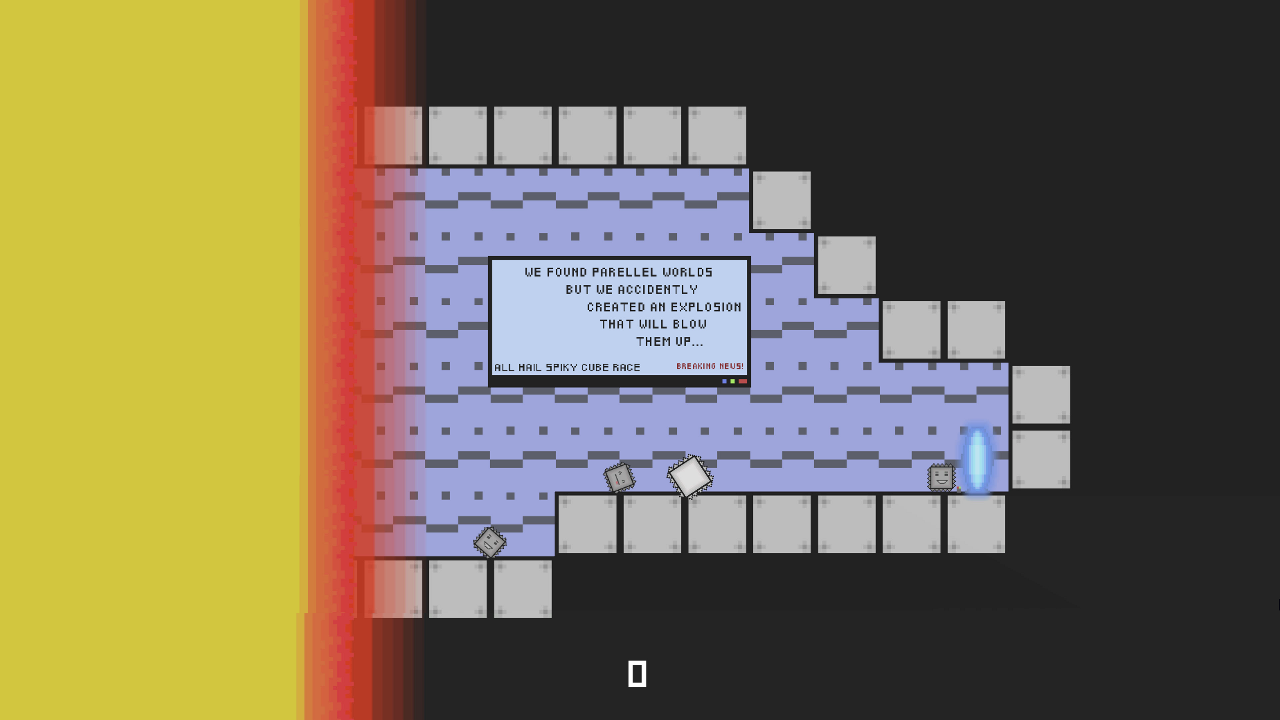 WE FOUND PARELLEL WORLDS
BUT WE ACCIDENTLY
CREATED AN EXPLOSION
THAT WILL BLOW
THEM UP...
ALL HAIL SPIKY CUBE RACE
BREAKING NEWS!
0